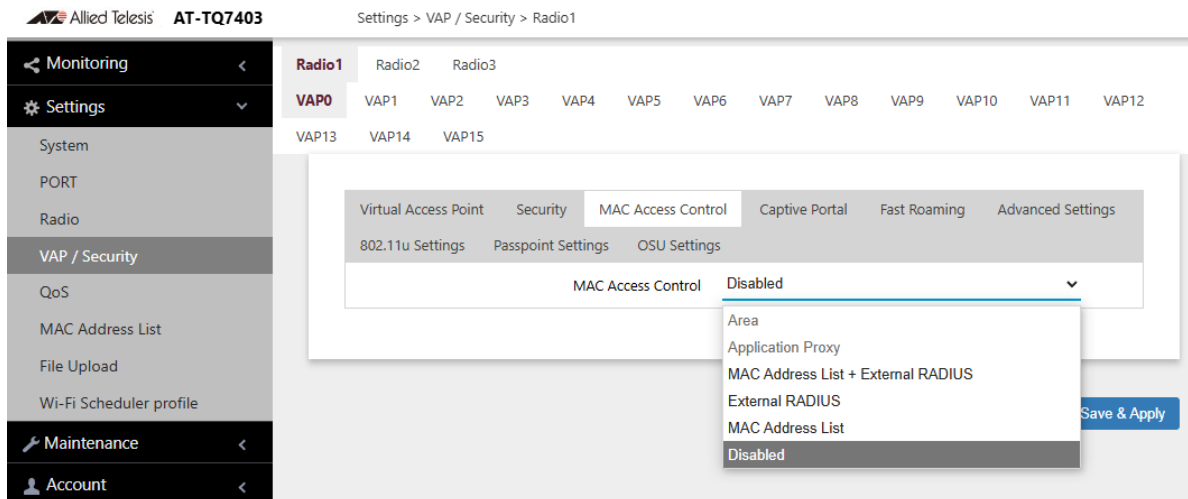 Allied Telesis AT-TQ7403 Settings > VAP / Security > Radio1
Monitoring
Radio1 Radio2 Radio3
Settings
VAP0 VAP1 VAP2 VAP3 VAP4 VAP5 VAP6 VAP7 VAP8 VAP9 VAP10 VAP11 VAP12
VAP13 VAP14 VAP15
System
PORT
Radio
VAP / Security
QoS
MAC Address List
File Upload
Wi-Fi Scheduler profile
Maintenance
Account
Virtual Access Point Security MAC Access Control Captive Portal Fast Roaming Advanced Settings
802.11u Settings Passpoint Settings OSU Settings
MAC Access Control Disabled
Area
Application Proxy
MAC Address List + External RADIUS
External RADIUS
MAC Address List
Disabled
Save & Apply